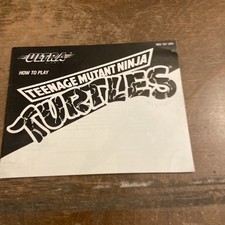 ULTRA
HOW TO PLAY
TEENAGE MUTANT NINJA
TURTLES